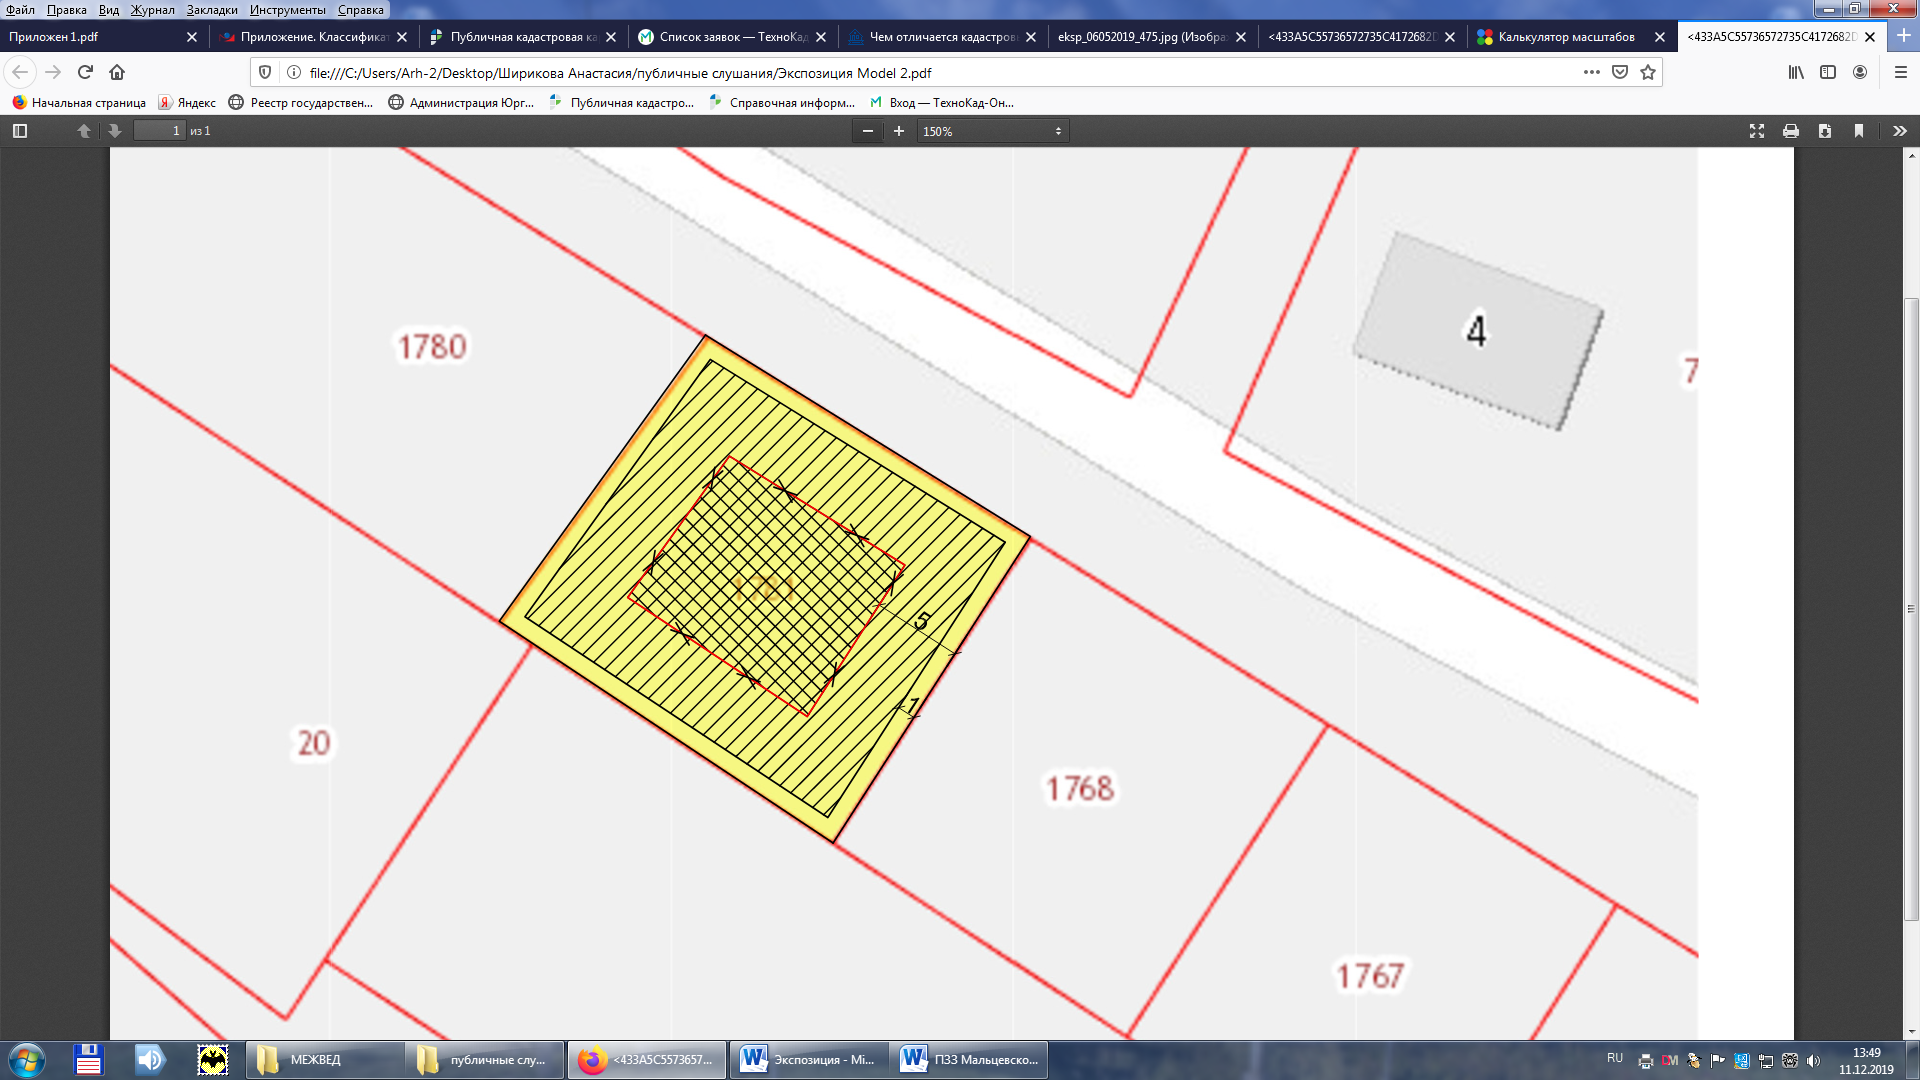 Файл Правка Вид Журнал Закладки Инструменты Справка
Приложен 1.pdf
Приложение. Классификат
Публичная кадастровая ка
Список заявок — ТехноКад
Чем отличается кадастров
eksp_06052019_475.jpg (Изобра
<433A5C55736572735C4172682D
Калькулятор масштабов
<433A5C55736572735C4172682D
file:///C:/Users/Arh-2/Desktop/Ширикова Анастасия/публичные слушания/Экспозиция Model 2.pdf
Начальная страница
Яндекс
Реестр государствен...
Администрация Юрг...
Публичная кадастро...
Справочная информ...
Вход — ТехноКад-Он...
1 из 1
150%
4
1780
7
1781
5
1
20
1768
1767
МЕЖВЕД
публичные слу...
<433A5C5573657...
Экспозиция - Mi...
ПЗЗ Мальцевско...
RU
13:49
11.12.2019